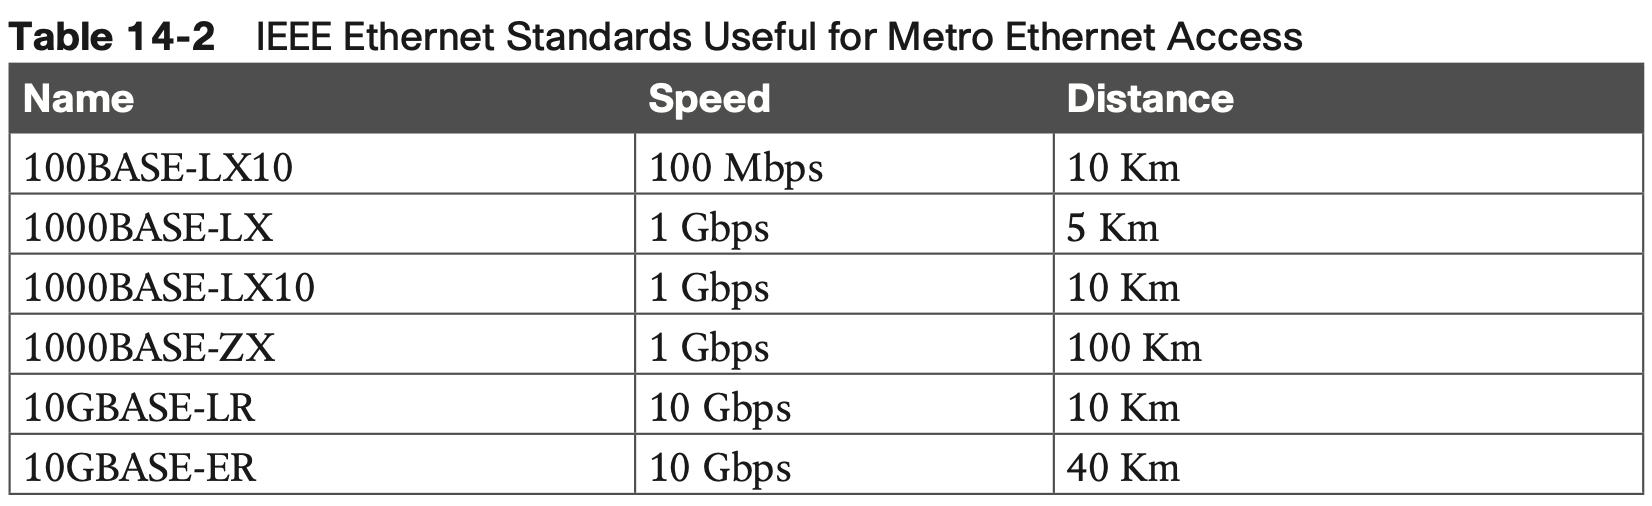 Table 14-2 IEEE Ethernet Standards Useful for Metro Ethernet Access
Name Speed Distance
100BASE-LX10 100 Mbps 10 Km
1000BASE-LX 1 Gbps 5 Km
1000BASE-LX10 1 Gbps 10 Km
1000BASE-ZX 1 Gbps 100 Km
10GBASE-LR 10 Gbps 10 Km
10GBASE-ER 10 Gbps 40 Km